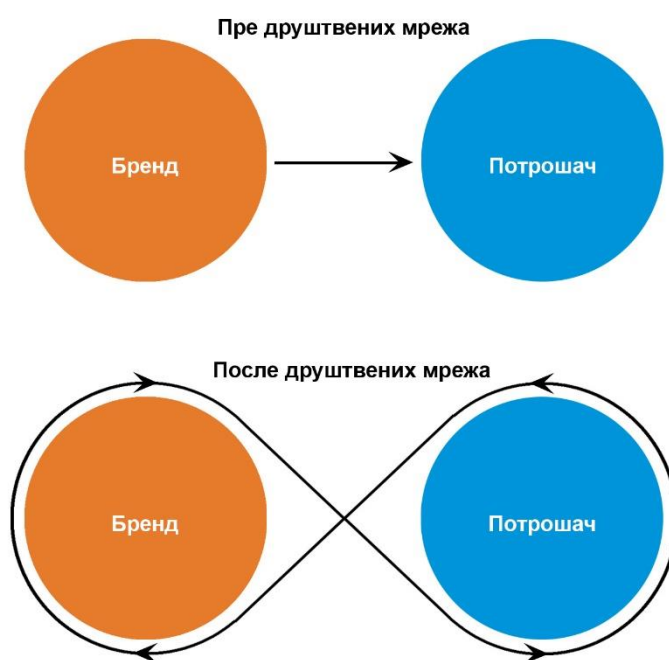 Пре друштвених мрежа
Бренд
Потрошач
После друштвених мрежа
Бренд
Потрошач